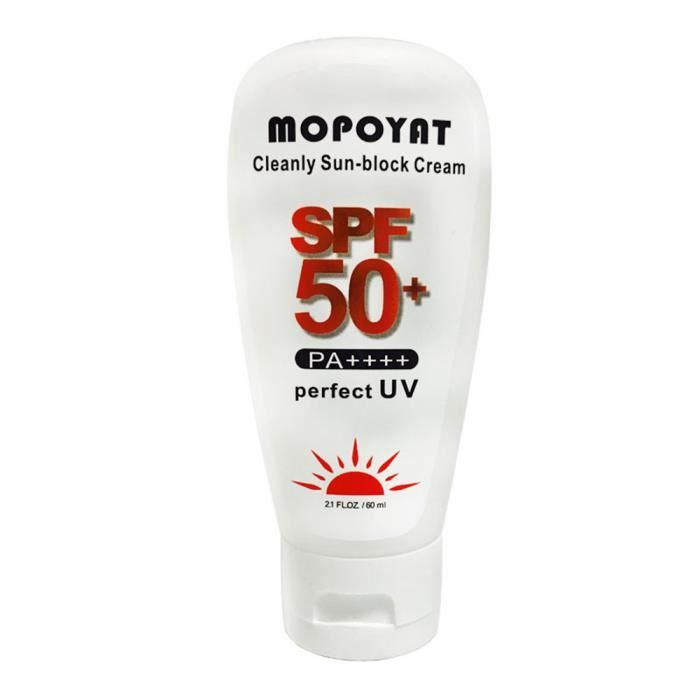 MOPOYAT
Cleanly Sun-block Cream
SPF
50+
PA++++
perfect UV
2.1 FL.OZ. / 60 ml